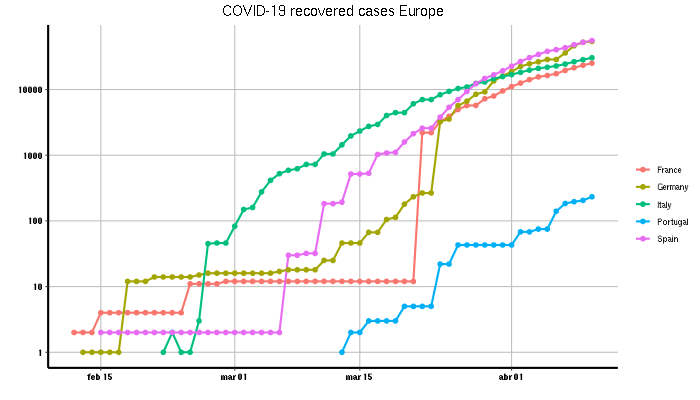 COVID-19 recovered cases Europe
10000
1000
100
10
1
feb 15
mar 01
mar 15
abr 01
France
Germany
Italy
Portugal
Spain